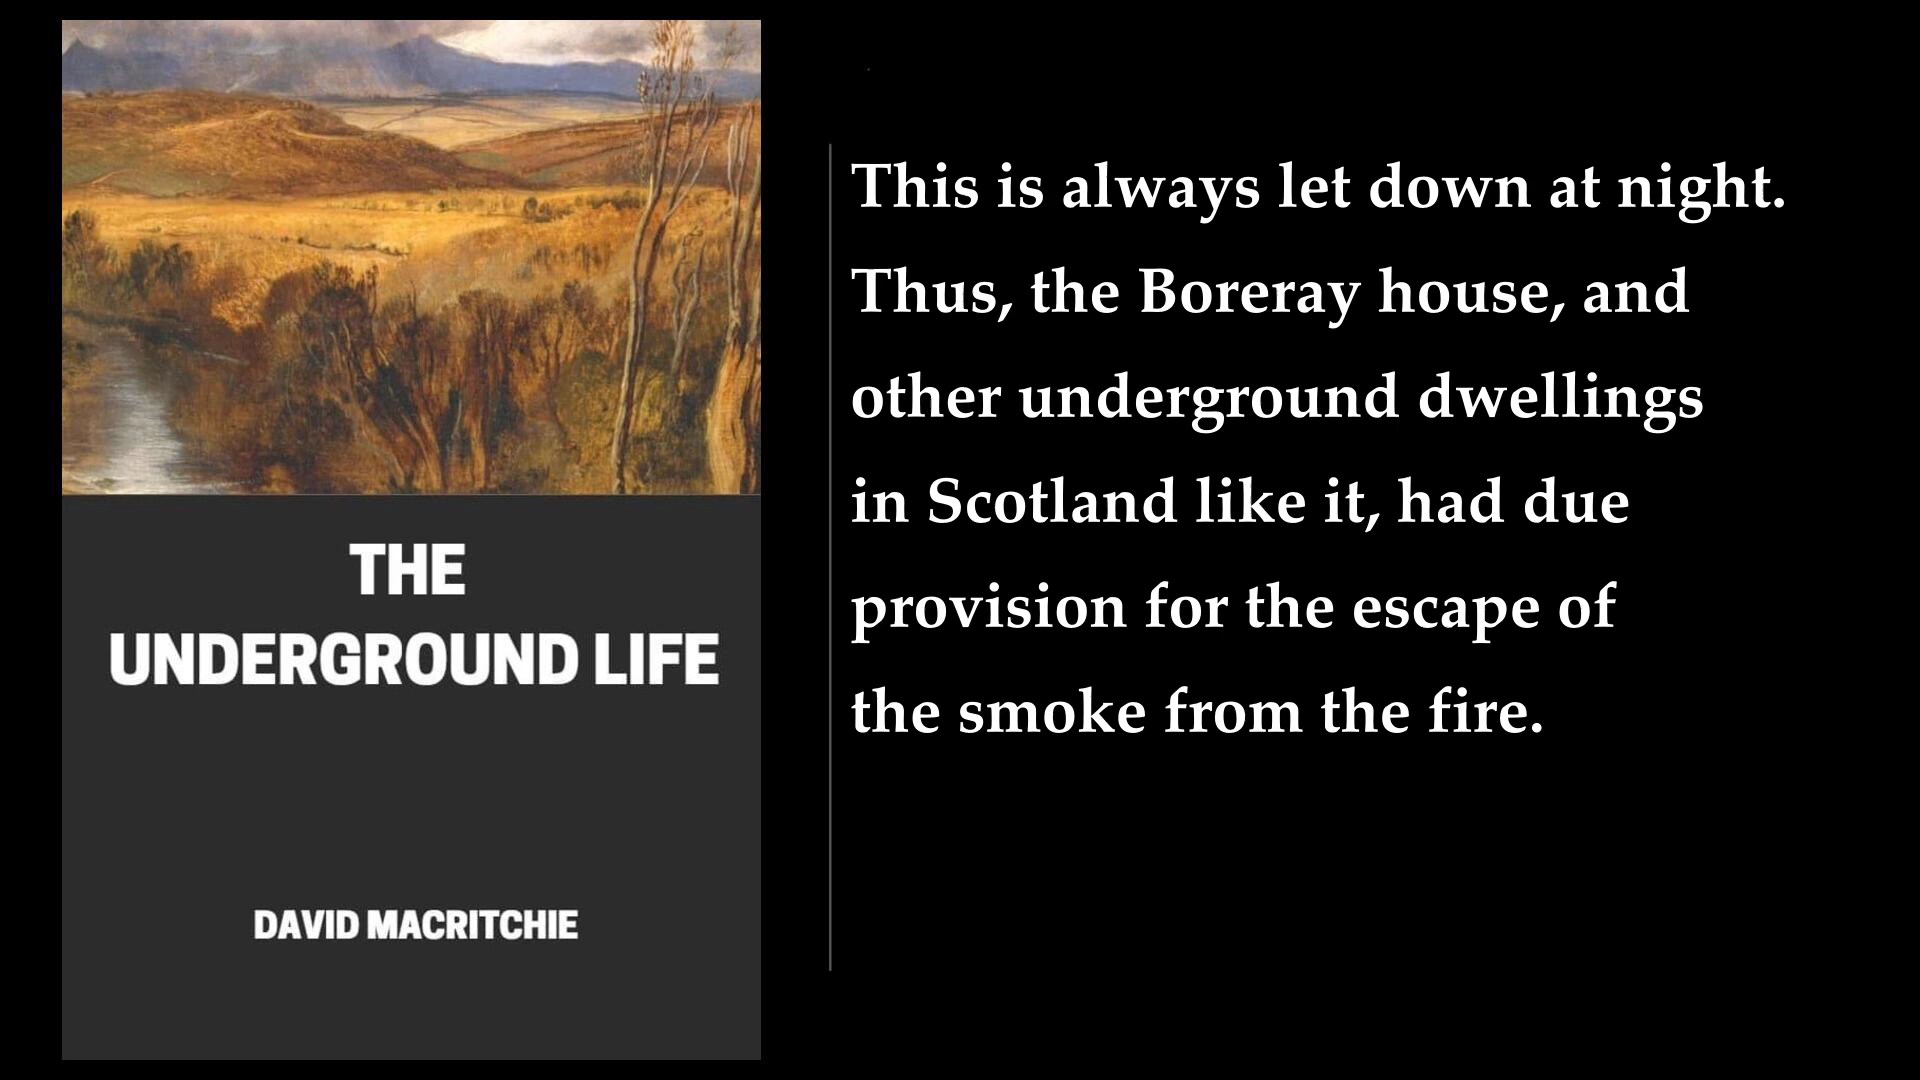 THE
UNDERGROUND LIFE
DAVID MACRITCHIE
This is always let down at night.
Thus, the Boreray house, and
other underground dwellings
in Scotland like it, had due
provision for the escape of
the smoke from the fire.